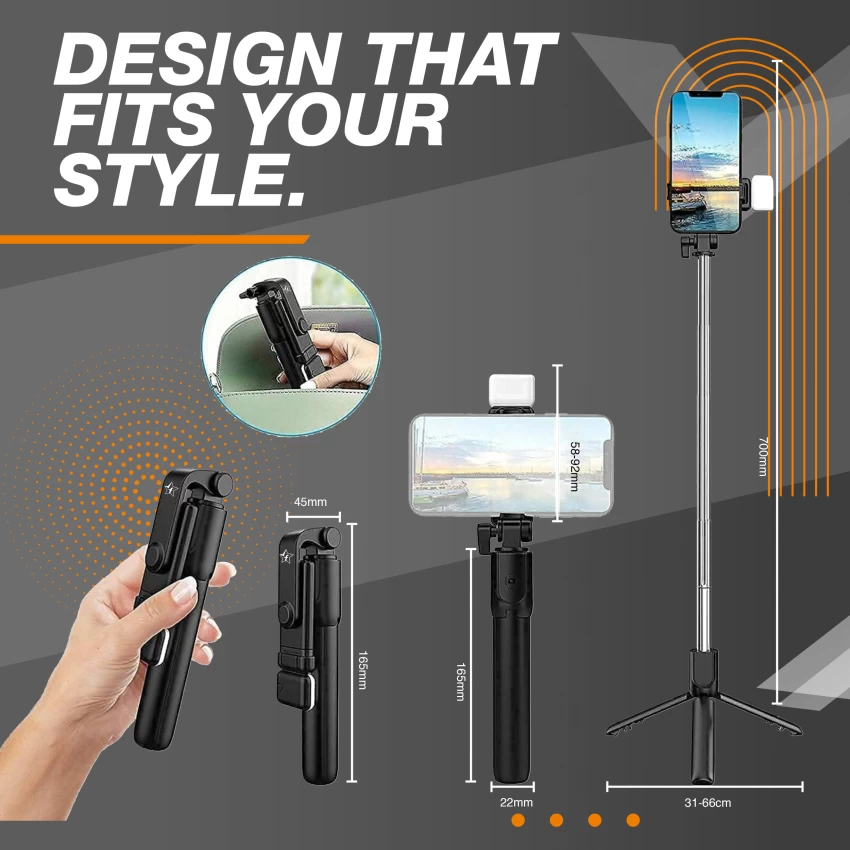 DESIGN THAT
FITS YOUR
STYLE.
700mm
58-92mm
45mm
165mm
165mm
22mm
31-66cm